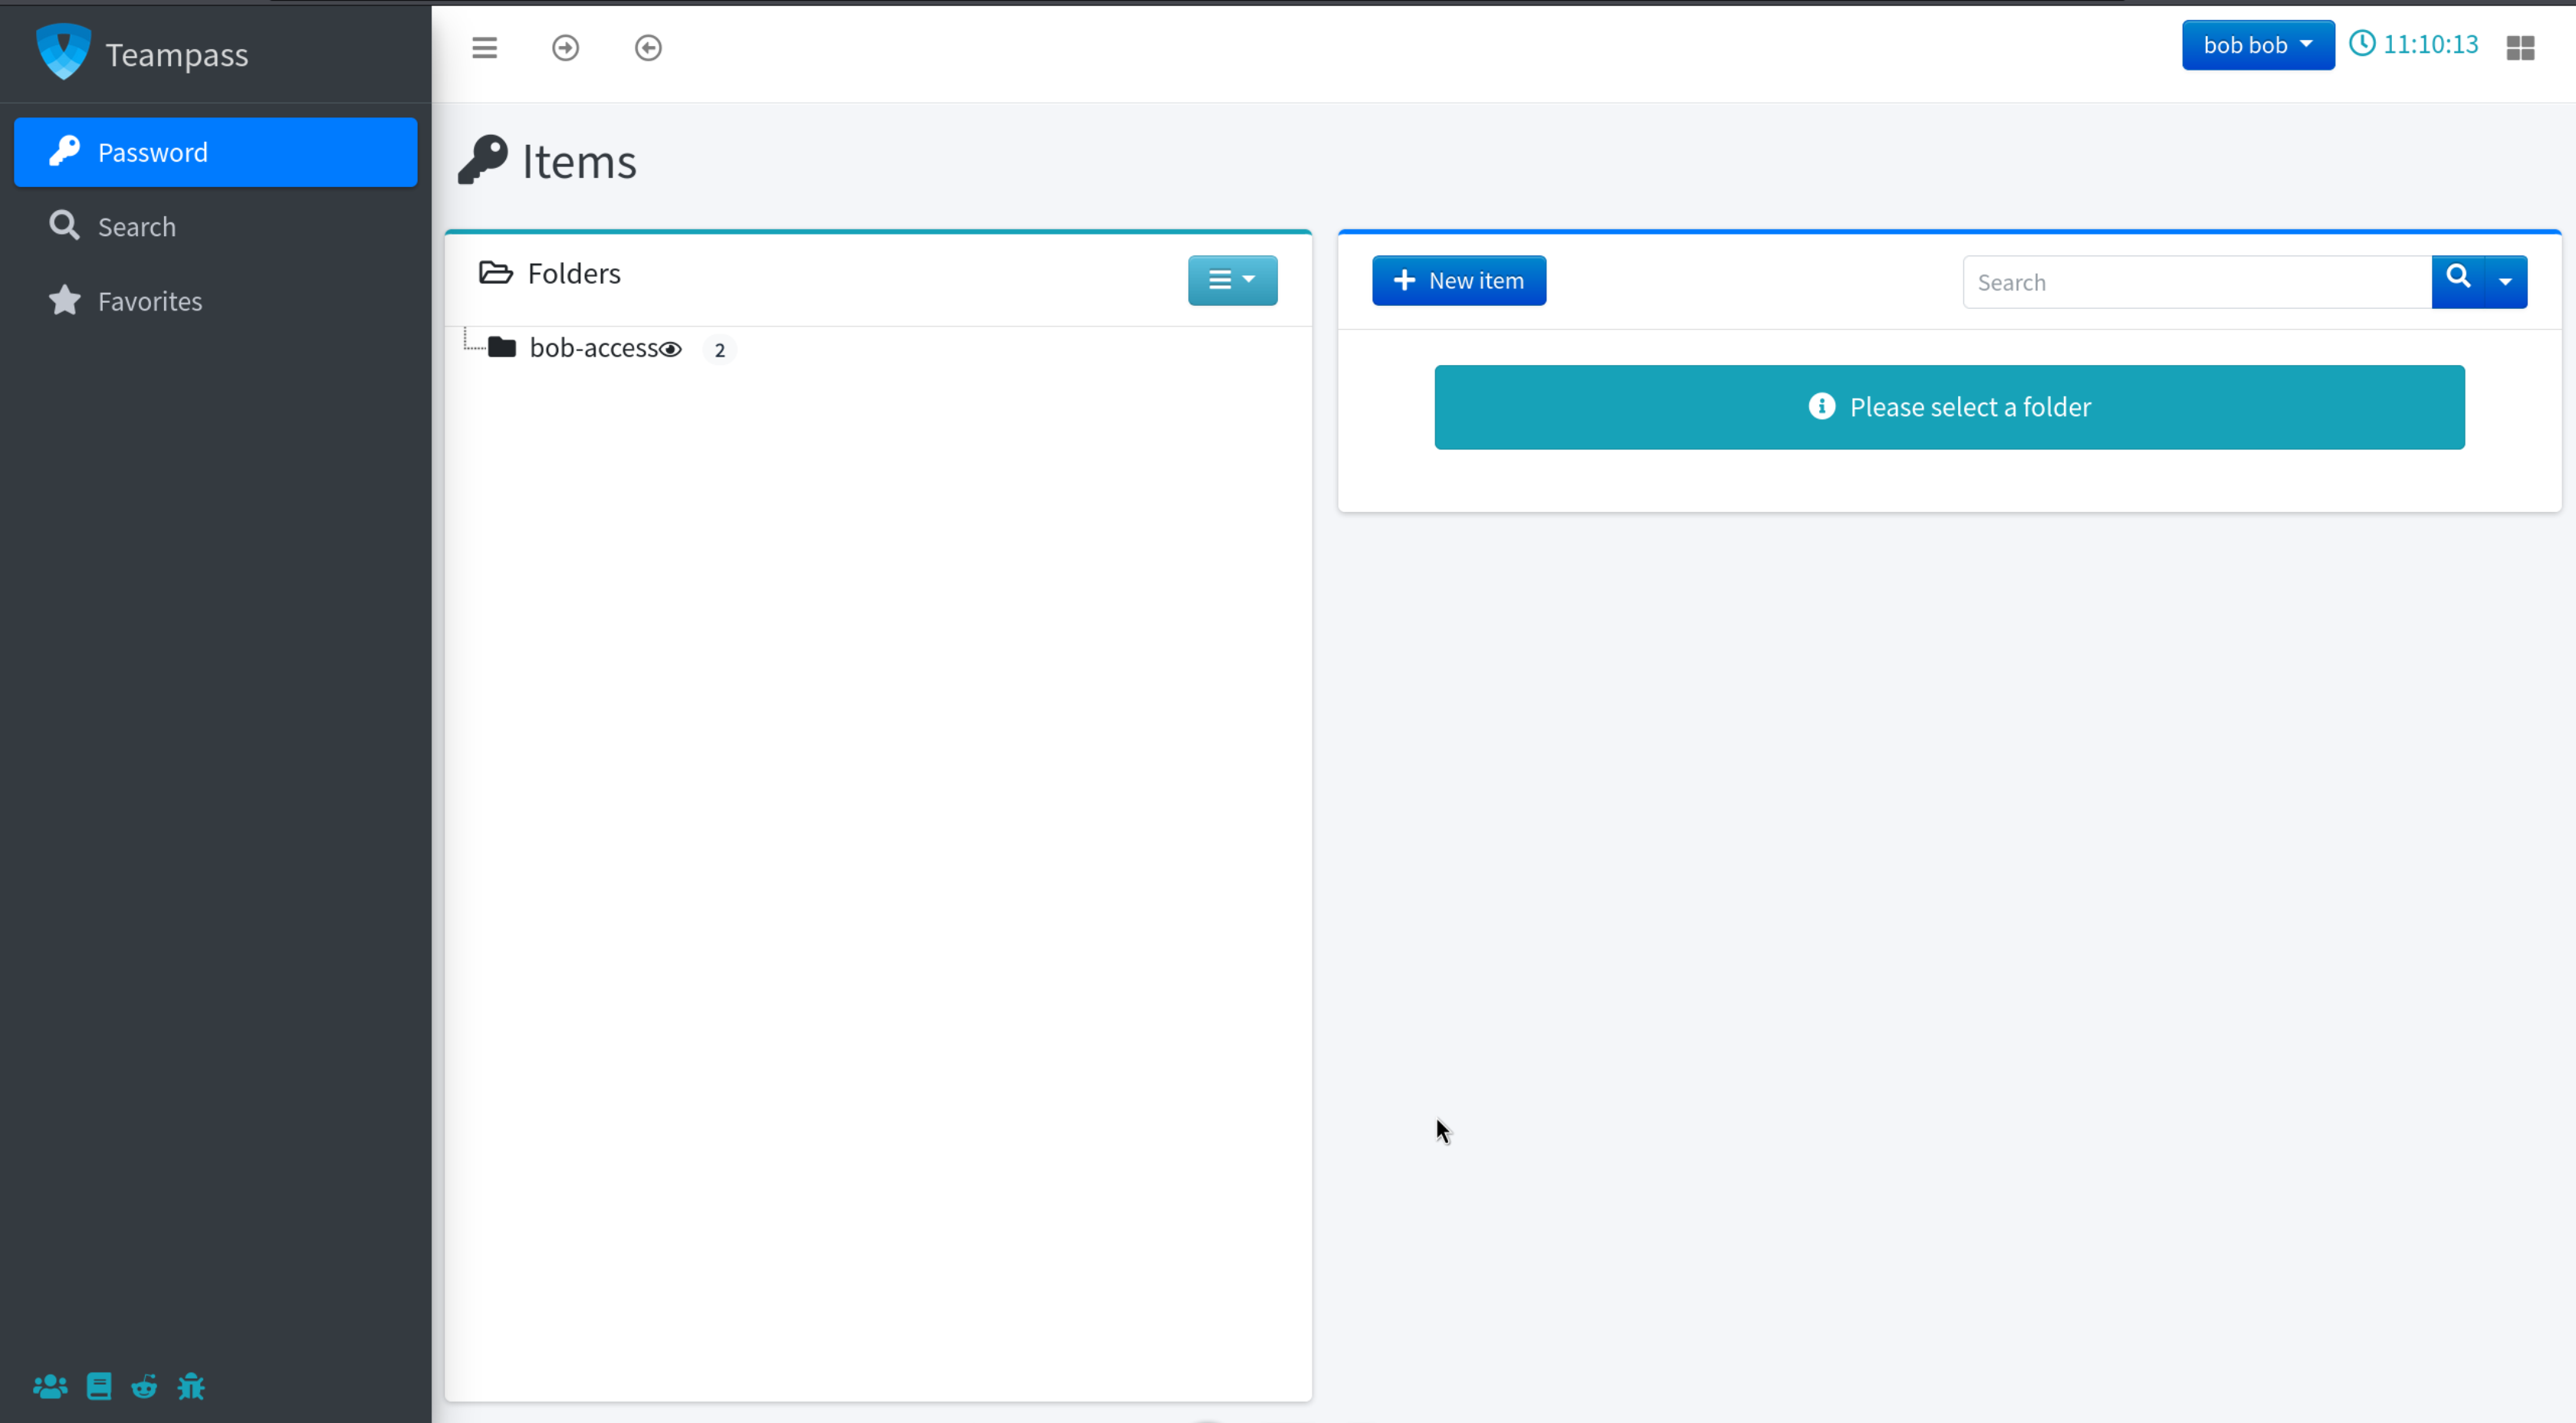 Teampass
bob bob
11:10:13
Password
Search
Favorites
Items
Folders
bob-access 2
New item
Search
Please select a folder